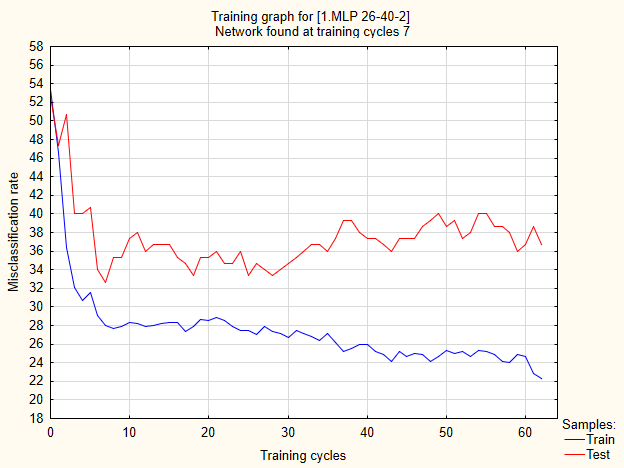 Training graph for [1.MLP 26-40-2]
Network found at training cycles 7
58
56
54
52
50
48
46
44
42
40
38
36
34
32
30
28
26
24
22
20
18
Misclassification rate
0 10 20 30 40 50 60
Training cycles
Samples:
Train
Test